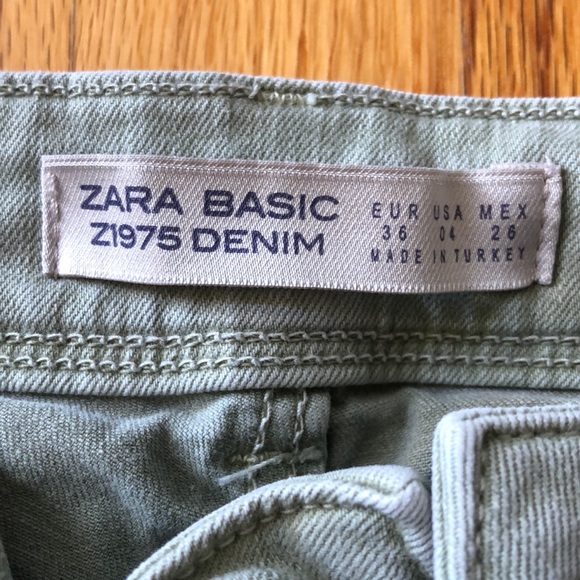 ZARA BASIC
Z1975 DENIM
EUR USA MEX
36 04 26
MADE IN TURKEY